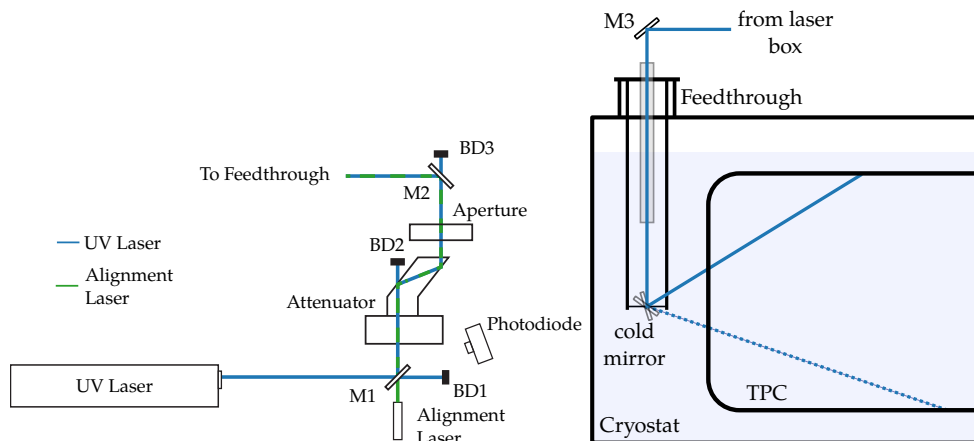 M3
from laser
box
Feedthrough
BD3
To Feedthrough
M2
Aperture
UV Laser
BD2
Alignment
Laser
Attenuator
Photodiode
UV Laser
M1
BD1
Alignment
Laser
cold
mirror
TPC
Cryostat